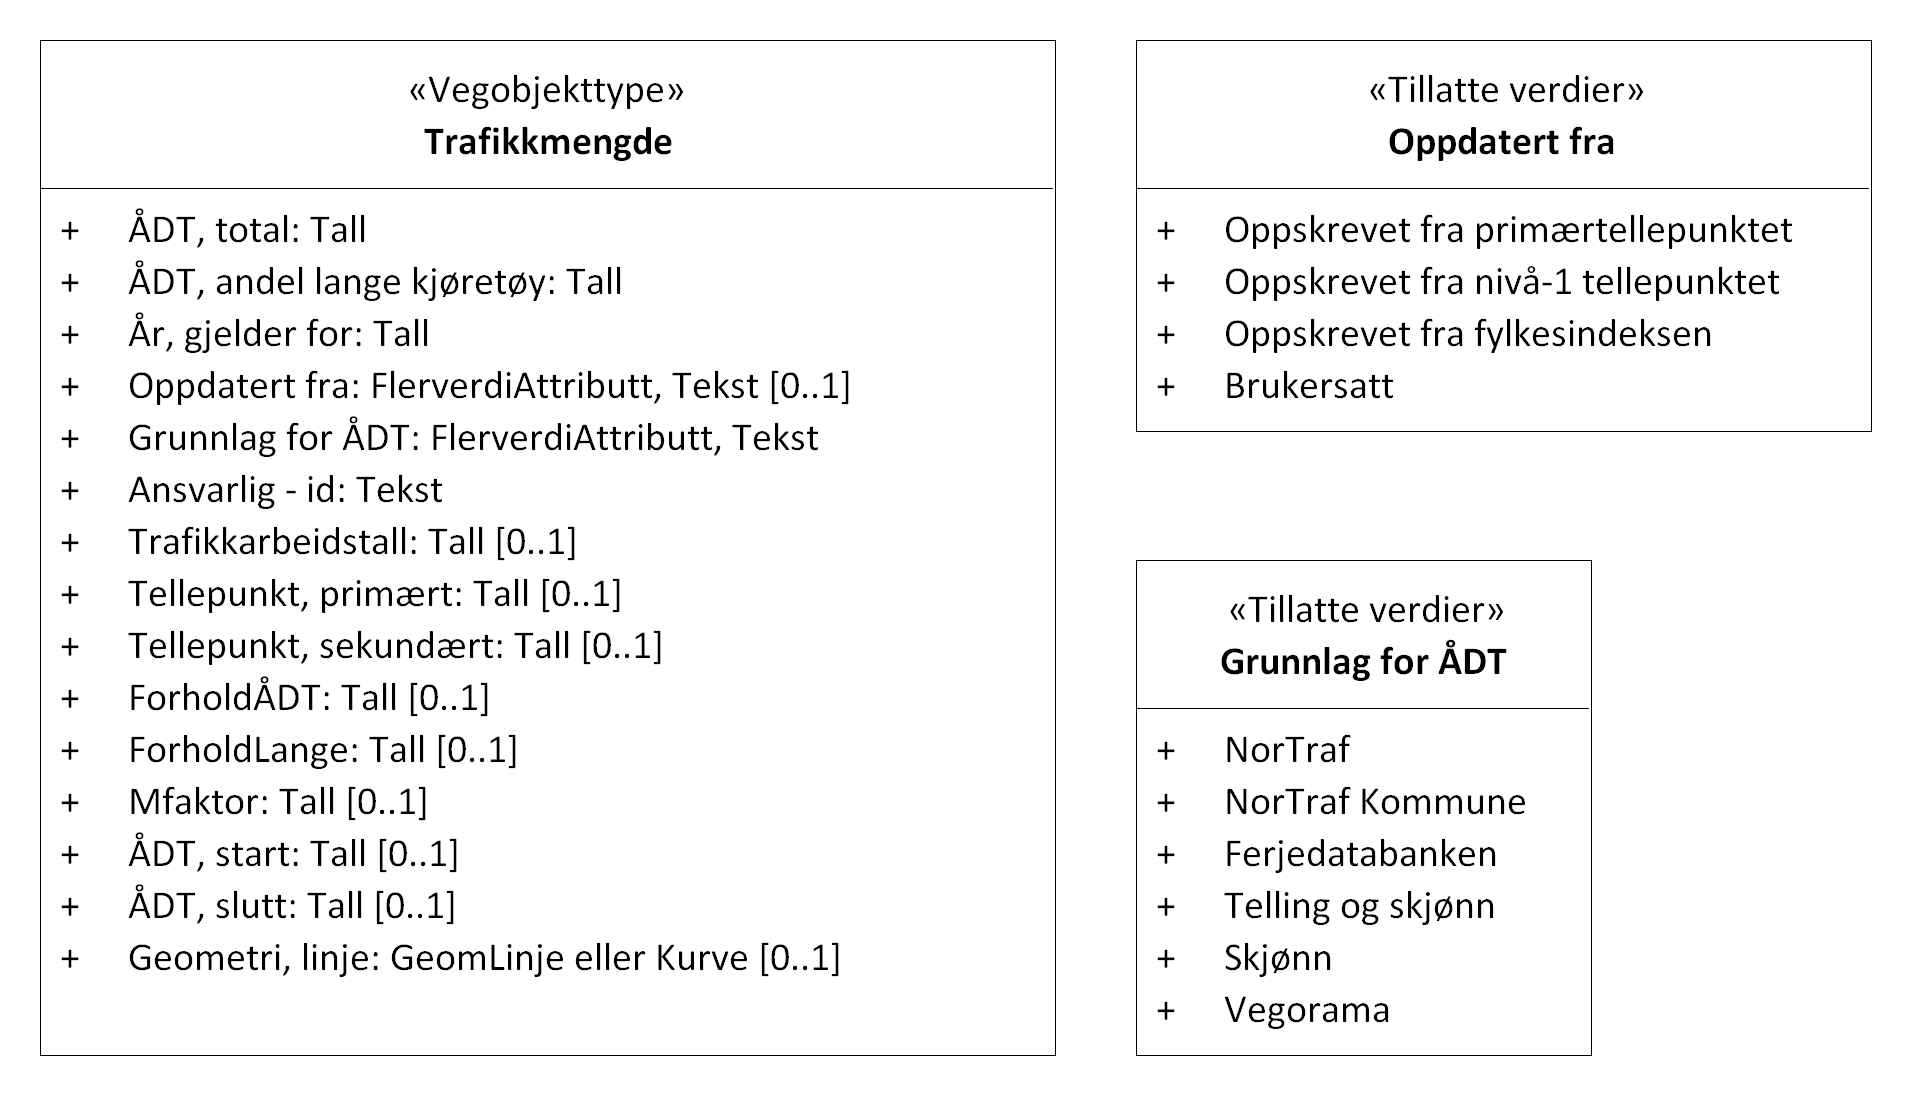 «Vegobjekttype»
Trafikkmengde
+ ÅDT, total: Tall
+ ÅDT, andel lange kjøretøy: Tall
+ År, gjelder for: Tall
+ Oppdatert fra: FlerverdiAttributt, Tekst [0..1]
+ Grunnlag for ÅDT: FlerverdiAttributt, Tekst
+ Ansvarlig - id: Tekst
+ Trafikkarbeidstall: Tall [0..1]
+ Tellepunkt, primært: Tall [0..1]
+ Tellepunkt, sekundært: Tall [0..1]
+ ForholdÅDT: Tall [0..1]
+ ForholdLange: Tall [0..1]
+ Mfaktor: Tall [0..1]
+ ÅDT, start: Tall [0..1]
+ ÅDT, slutt: Tall [0..1]
+ Geometri, linje: GeomLinje eller Kurve [0..1]
«Tillatte verdier»
Oppdatert fra
+ Oppskrevet fra primærtellepunktet
+ Oppskrevet fra nivå-1 tellepunktet
+ Oppskrevet fra fylkesindeksen
+ Brukersatt
«Tillatte verdier»
Grunnlag for ÅDT
+ NorTraf
+ NorTraf Kommune
+ Ferjedatabanken
+ Telling og skjønn
+ Skjønn
+ Vegorama